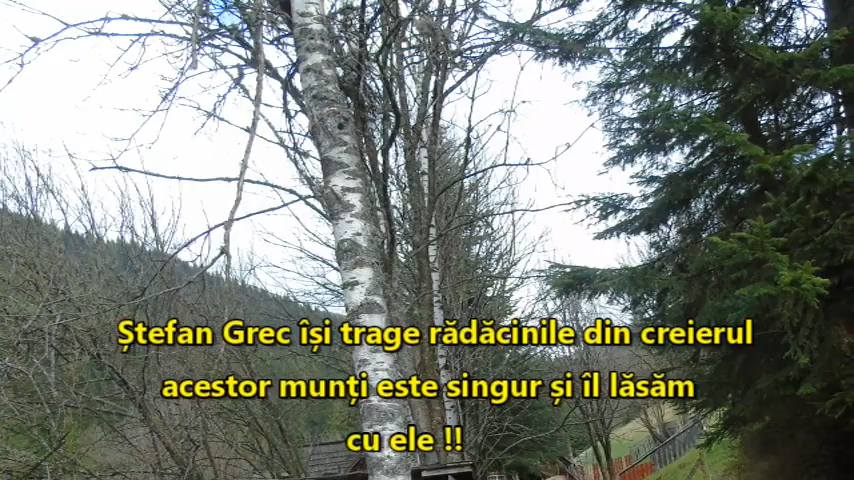 Ștefan Grec își trage rădăcinile din creierul
acestor munți este singur și îl lăsăm
cu ele !!